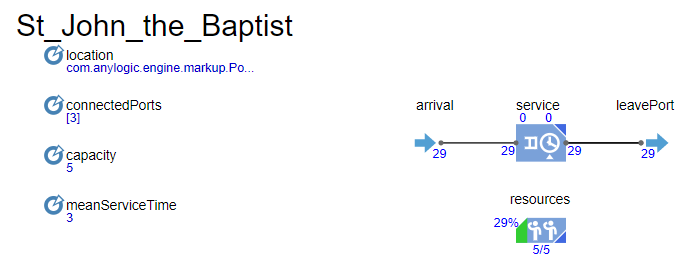 St_John_the_Baptist
location
com.anylogic.engine.markup.Po...
connectedPorts
[3]
capacity
5
meanServiceTime
3
arrival
service
leavePort
0 0
29
29
29
29
resources
29%
5/5